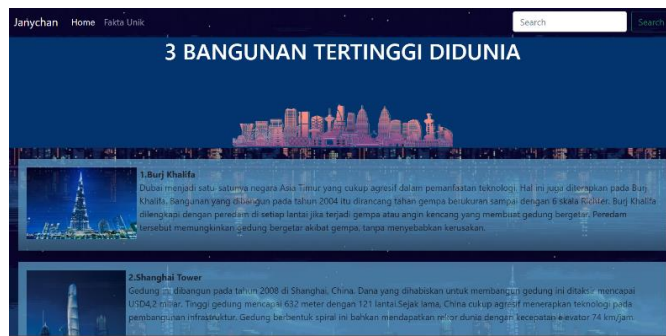 Janychan Home Fakta Unik Search Search
3 BANGUNAN TERTINGGI DIDUNIA
1.Burj Khalifa
Dubai menjadi satu-satunya negara Asia Timur yang cukup agresif dalam pemanfaatan teknologi. Hal ini juga diterapkan pada Burj
Khalifa. Bangunan yang dibangun pada tahun 2004 itu dirancang tahan gempa berukuran sampai dengan 6 skala Richter. Burj Khalifa
dilengkapi dengan peredam di setiap lantai jika terjadi gempa atau angin kencang yang membuat gedung bergetar. Peredam
tersebut memungkinkan gedung bergetar akibat gempa, tanpa menyebabkan kerusakan.
2.Shanghai Tower
Gedung ini dibangun pada tahun 2008 di Shanghai, China. Dana yang dihabiskan untuk membangun gedung ini ditaksir mencapai
USD4,2 miliar. Tinggi gedung mencapai 632 meter dengan 121 lantai Sejak lama, China cukup agresif menerapkan teknologi pada
pembangunan infrastruktur. Gedung berbentuk spiral ini bahkan mendapatkan rekor dunia dengan kecepatan elevator 74 km/jam.